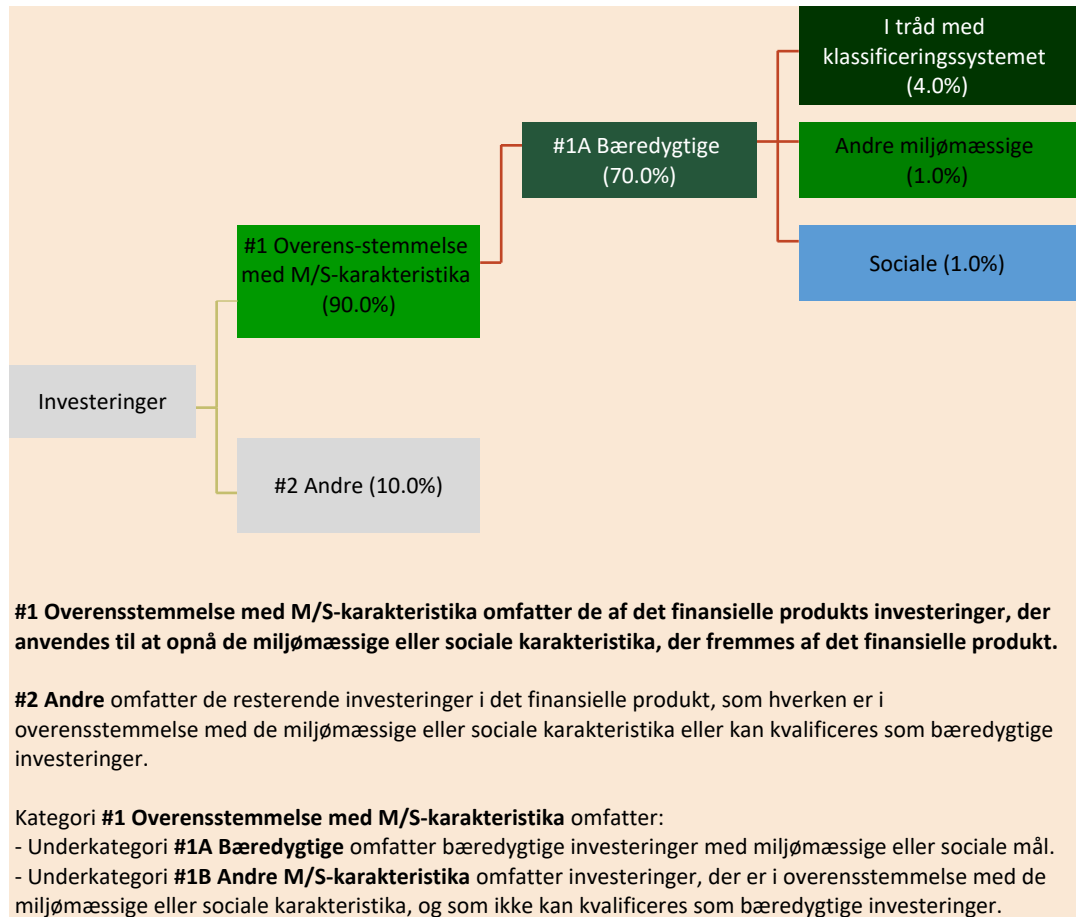 I tråd med
klassificeringssystemet
(4.0%)
#1A Bæredygtige
(70.0%)
Andre miljømæssige
(1.0%)
#1 Overens-stemmelse
med M/S-karakteristika
(90.0%)
Sociale (1.0%)
Investeringer
#2 Andre (10.0%)
#1 Overensstemmelse med M/S-karakteristika omfatter de af det finansielle produkts investeringer, der
anvendes til at opnå de miljømæssige eller sociale karakteristika, der fremmes af det finansielle produkt.
#2 Andre omfatter de resterende investeringer i det finansielle produkt, som hverken er i
overensstemmelse med de miljømæssige eller sociale karakteristika eller kan kvalificeres som bæredygtige
investeringer.
Kategori #1 Overensstemmelse med M/S-karakteristika omfatter:
- Underkategori #1A Bæredygtige omfatter bæredygtige investeringer med miljømæssige eller sociale mål.
- Underkategori #1B Andre M/S-karakteristika omfatter investeringer, der er i overensstemmelse med de
miljømæssige eller sociale karakteristika, og som ikke kan kvalificeres som bæredygtige investeringer.